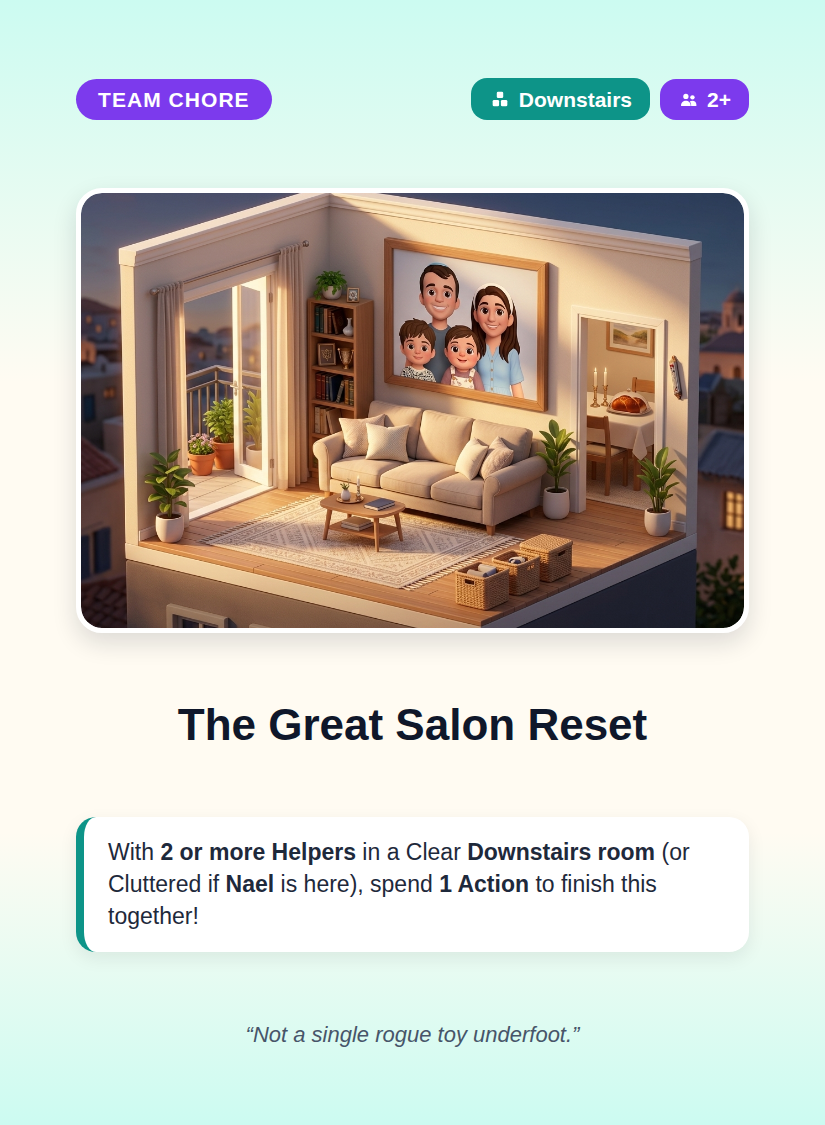 TEAM CHORE
Downstairs
2+
The Great Salon Reset
With 2 or more Helpers in a Clear Downstairs room (or
Cluttered if Nael is here), spend 1 Action to finish this
together!
“Not a single rogue toy underfoot.”